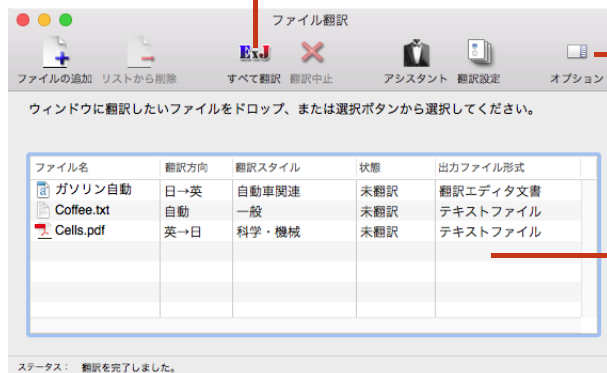 ファイル翻訳
ExJ
ファイルの追加 リストから削除 すべて翻訳 翻訳中止 アシスタント 翻訳設定 オプション
ウィンドウに翻訳したいファイルをドロップ、または選択ボタンから選択してください。
ファイル名 翻訳方向 翻訳スタイル 状態 出力ファイル形式
ガソリン自動 日→英 自動車関連 未翻訳 翻訳エディタ文書
Coffee.txt 自動 一般 未翻訳 テキストファイル
Cells.pdf 英→日 科学・機械 未翻訳 テキストファイル
ステータス： 翻訳を完了しました。